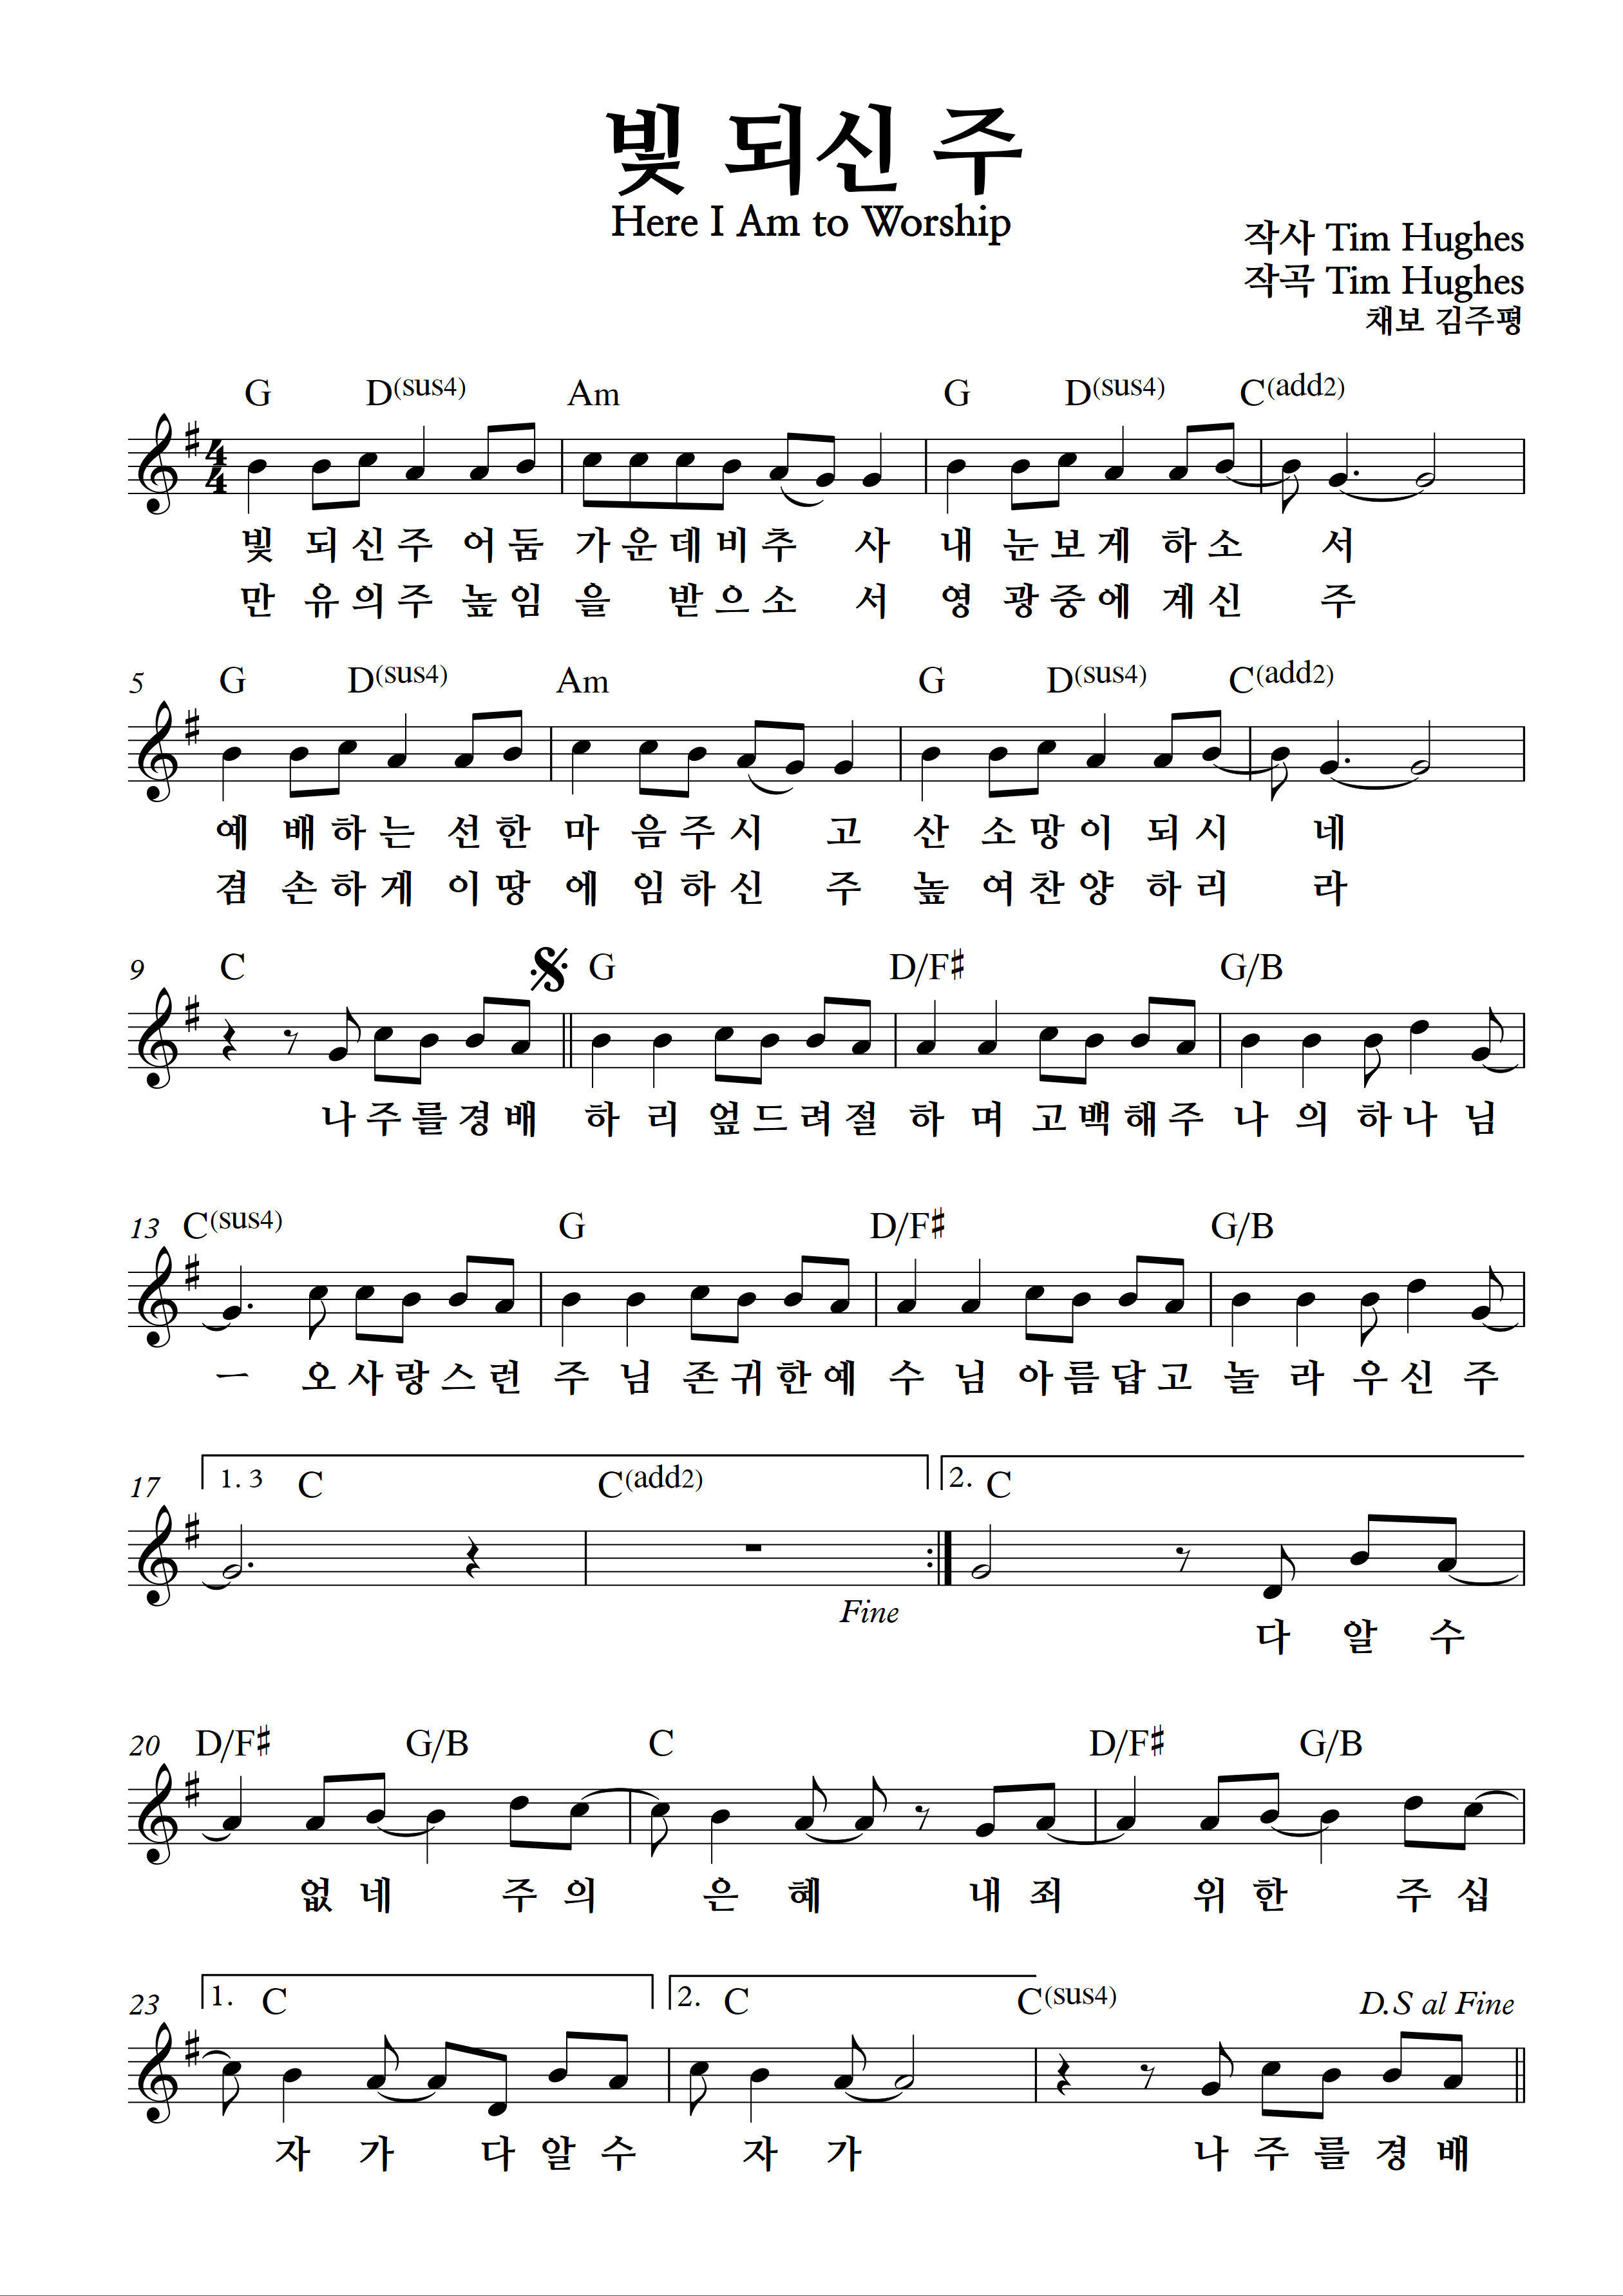 빛 되신 주
Here I Am to Worship
작사 Tim Hughes
작곡 Tim Hughes
채보 김주평
G D(sus4) Am G D(sus4) C(add2)
4
4
빛 되 신 주 어 둠 가 운 데 비 추 사 내 눈 보 게 하 소 서
만 유 의 주 높 임 을 받 으 소 서 영 광 중 에 계 신 주
5 G D(sus4) Am G D(sus4) C(add2)
예 배 하 는 선 한 마 음 주 시 고 산 소 망 이 되 시 네
겸 손 하 게 이 땅 에 임 하 신 주 높 여 찬 양 하 리 라
9 C G D/F♯ G/B
나 주 를 경 배 하 리 엎 드 려 절 하 며 고 백 해 주 나 의 하 나 님
13 C(sus4) G D/F♯ G/B
ㅡ 오 사 랑 스 런 주 님 존 귀 한 예 수 님 아 름 답 고 놀 라 우 신 주
17 1. 3 C C(add2) 2. C
Fine
다 알 수
20 D/F♯ G/B C D/F♯ G/B
없 네 주 의 은 혜 내 죄 위 한 주 십
23 1. C 2. C C(sus4) D.S al Fine
자 가 다 알 수 자 가 나 주 를 경 배